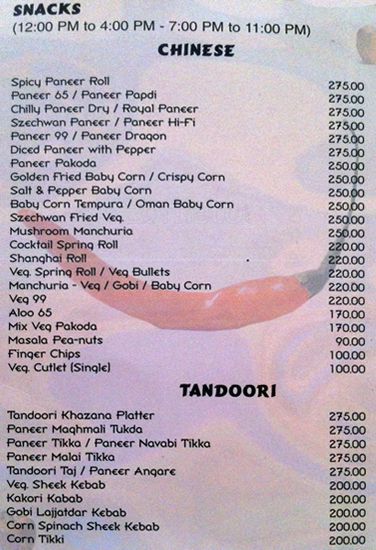 SNACKS
(12:00 PM to 4:00 PM - 7:00 PM to 11:00 PM)
CHINESE
Spicy Paneer Roll 275.00
Paneer 65 / Paneer Papdi 275.00
Chilly Paneer Dry / Royal Paneer 275.00
Szechwan Paneer / Paneer Hi-Fi 275.00
Paneer 99 / Paneer Dragon 275.00
Diced Paneer with Pepper 275.00
Paneer Pakoda 250.00
Golden Fried Baby Corn / Crispy Corn 250.00
Salt & Pepper Baby Corn 250.00
Baby Corn Tempura / Oman Baby Corn 250.00
Szechwan Fried Veg. 250.00
Mushroom Manchuria 250.00
Cocktail Spring Roll 220.00
Shanghai Roll 220.00
Veg. Spring Roll / Veg Bullets 220.00
Manchuria - Veg / Gobi / Baby Corn 220.00
Veg 99 220.00
Aloo 65 170.00
Mix Veg Pakoda 170.00
Masala Pea-nuts 90.00
Finger Chips 100.00
Veg. Cutlet (Single) 100.00
TANDOORI
Tandoori Khazana Platter 275.00
Paneer Maghmali Tukda 275.00
Paneer Tikka / Paneer Navabi Tikka 275.00
Paneer Malai Tikka 275.00
Tandoori Taj / Paneer Angare 275.00
Veg. Sheek Kebab 200.00
Kakori Kabab 200.00
Gobi Lajjatdar Kebab 200.00
Corn Spinach Sheek Kebab 200.00
Corn Tikki 200.00